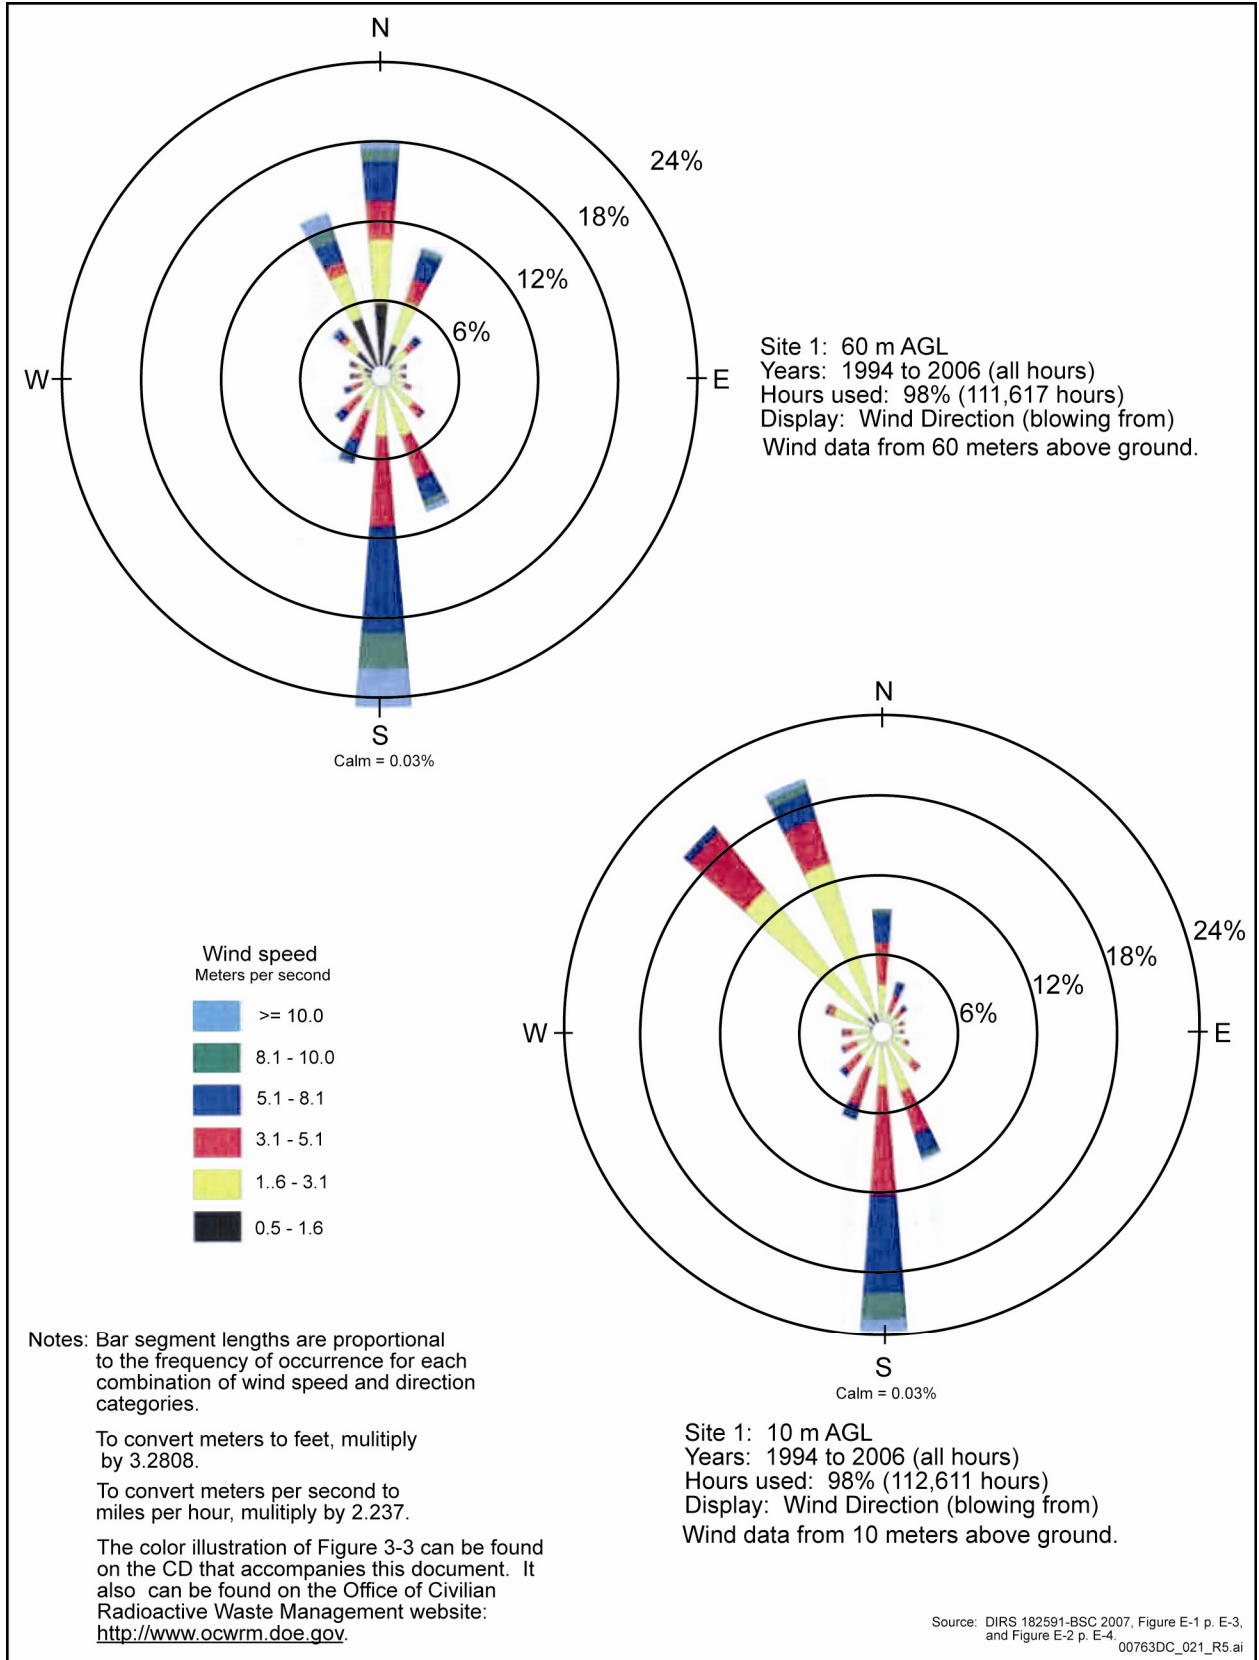 N
24%
18%
12%
6%
W
E
S
Calm = 0.03%
Site 1: 60 m AGL
Years: 1994 to 2006 (all hours)
Hours used: 98% (111,617 hours)
Display: Wind Direction (blowing from)
Wind data from 60 meters above ground.
N
24%
18%
12%
6%
W
E
S
Calm = 0.03%
Site 1: 10 m AGL
Years: 1994 to 2006 (all hours)
Hours used: 98% (112,611 hours)
Display: Wind Direction (blowing from)
Wind data from 10 meters above ground.
Wind speed
Meters per second
>= 10.0
8.1 - 10.0
5.1 - 8.1
3.1 - 5.1
1..6 - 3.1
0.5 - 1.6
Notes: Bar segment lengths are proportional
to the frequency of occurrence for each
combination of wind speed and direction
categories.
To convert meters to feet, mulitiply
by 3.2808.
To convert meters per second to
miles per hour, mulitiply by 2.237.
The color illustration of Figure 3-3 can be found
on the CD that accompanies this document. It
also can be found on the Office of Civilian
Radioactive Waste Management website:
http://www.ocwrm.doe.gov.
Source: DIRS 182591-BSC 2007, Figure E-1 p. E-3,
and Figure E-2 p. E-4.
00763DC_021_R5.ai